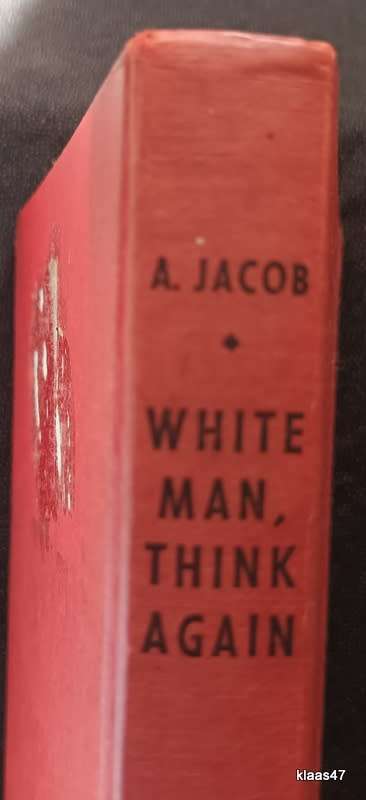 A. JACOB
WHITE
MAN,
THINK
AGAIN
klaas47